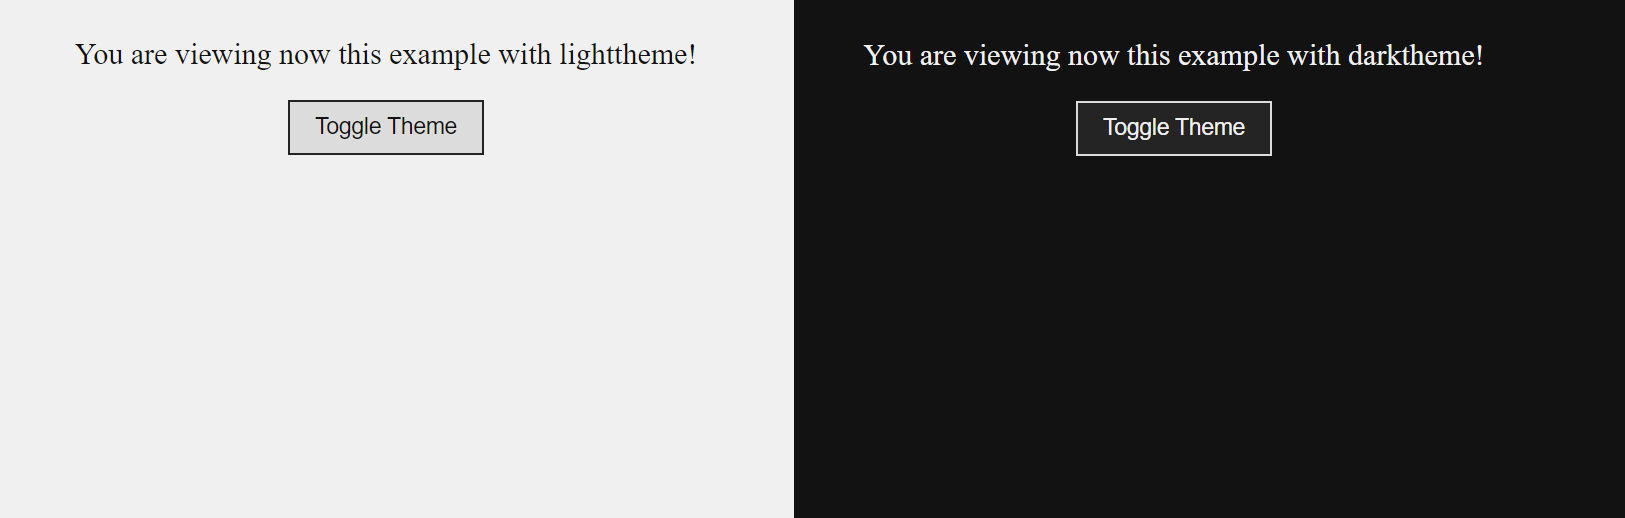 You are viewing now this example with lighttheme!
Toggle Theme
You are viewing now this example with darktheme!
Toggle Theme